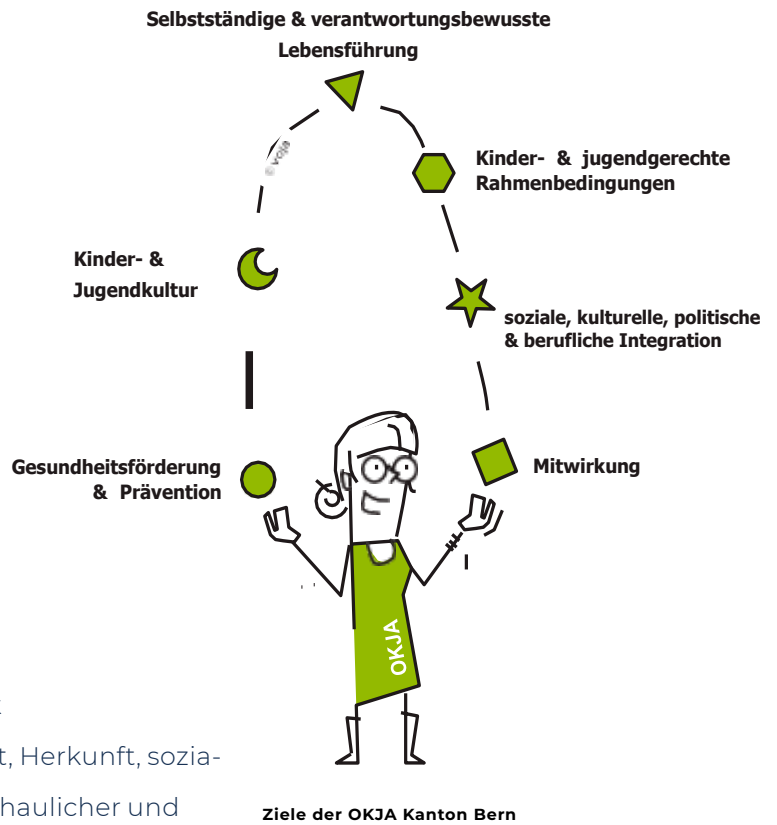 Selbstständige & verantwortungsbewusste
Lebensführung
© voja
Kinder- & jugendgerechte
Rahmenbedingungen
Kinder- &
Jugendkultur
soziale, kulturelle, politische
& berufliche Integration
Gesundheitsförderung
& Prävention
Mitwirkung
OKJA
t, Herkunft, sozia-
haulicher und
Ziele der OKJA Kanton Bern